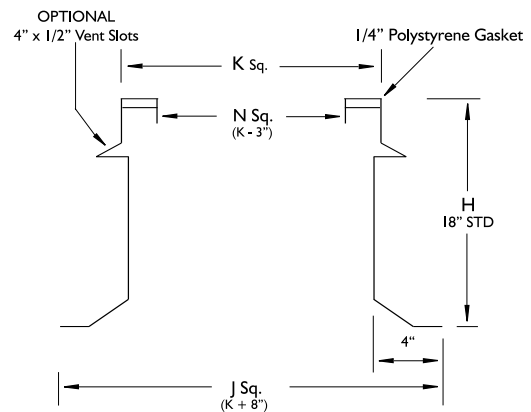 OPTIONAL
4” x 1/2” Vent Slots
1/4” Polystyrene Gasket
K Sq.
N Sq.
(K - 3”)
H
18” STD
4“
J Sq.
(K + 8”)